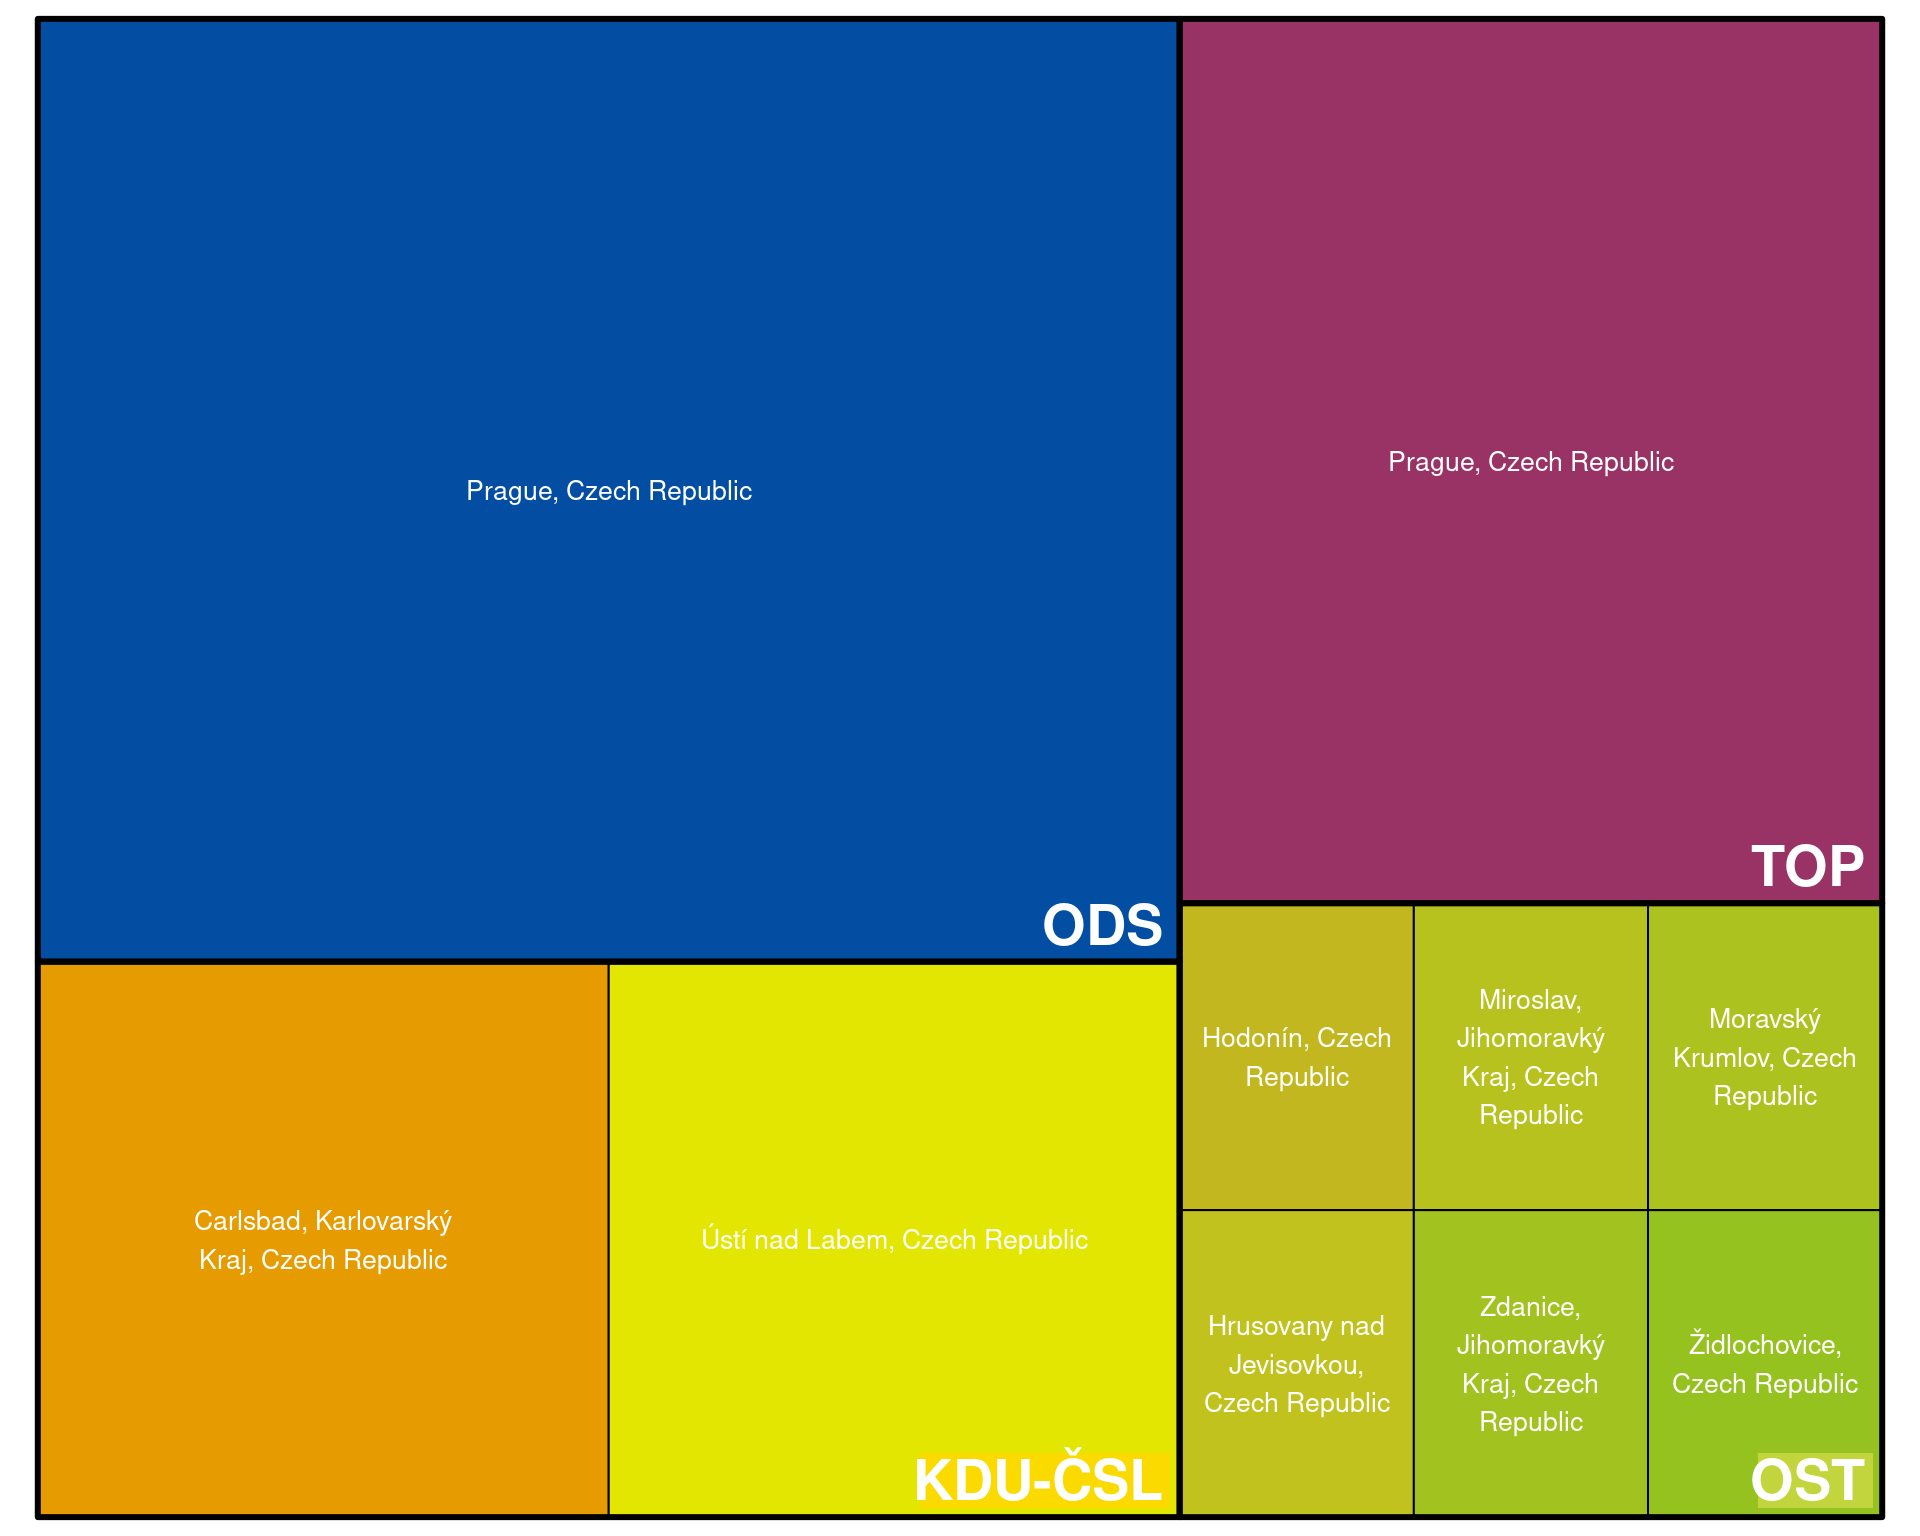 Prague, Czech Republic
ODS
Prague, Czech Republic
TOP
Carlsbad, Karlovarský
Kraj, Czech Republic
Ústí nad Labem, Czech Republic
KDU-ČSL
Hodonín, Czech
Republic
Miroslav,
Jihomoravký
Kraj, Czech
Republic
Moravský
Krumlov, Czech
Republic
Hrusovany nad
Jevisovkou,
Czech Republic
Zdanice,
Jihomoravký
Kraj, Czech
Republic
Židlochovice,
Czech Republic
OST